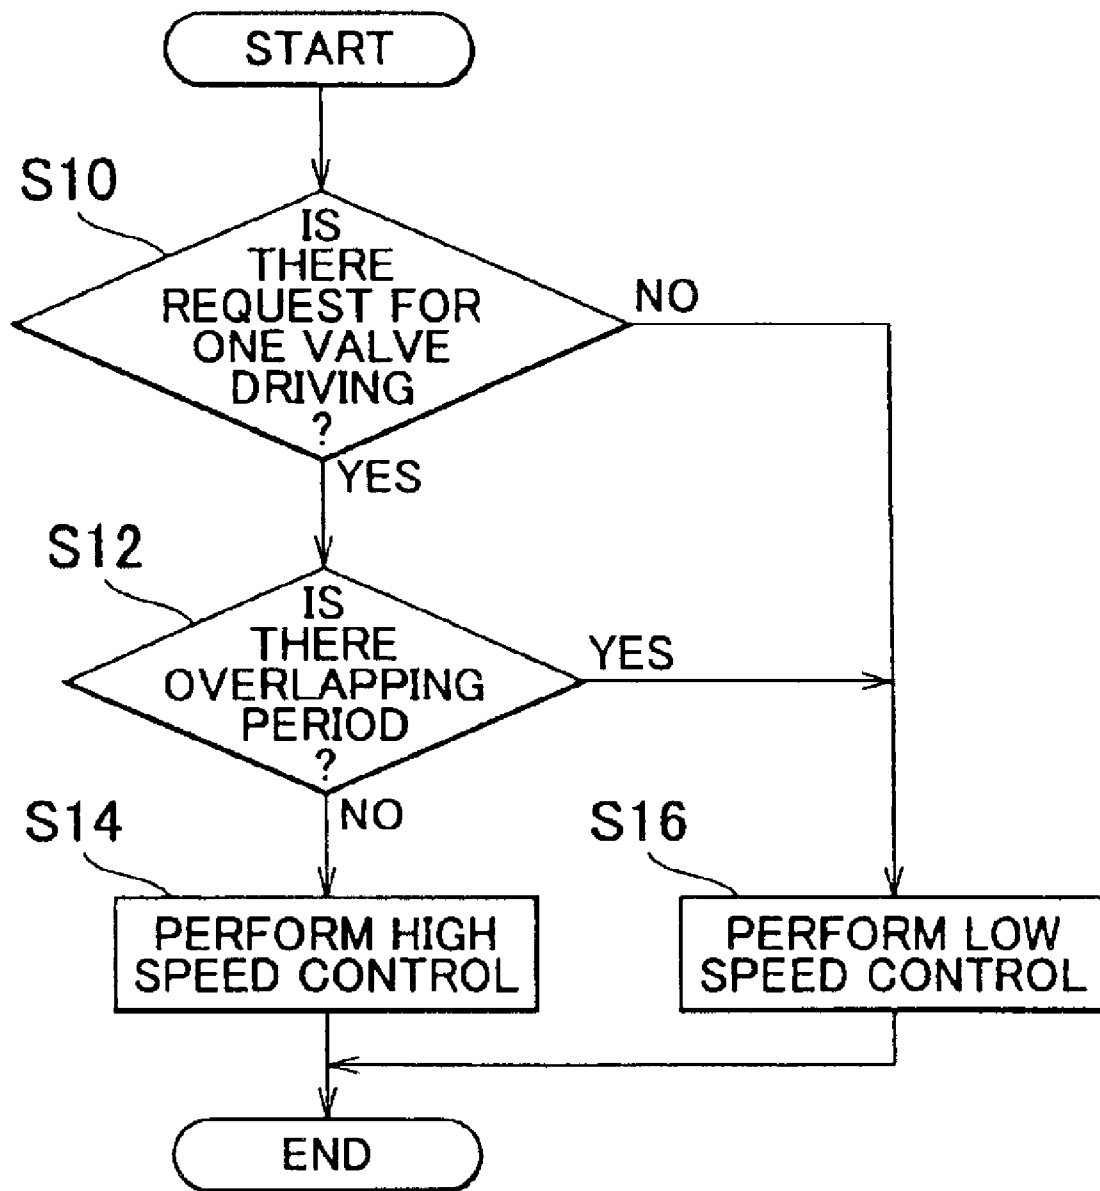 START
S10
IS
THERE
REQUEST FOR
ONE VALVE
DRIVING
?
NO
YES
S12
IS
THERE
OVERLAPPING
PERIOD
?
YES
NO
S14
PERFORM HIGH
SPEED CONTROL
S16
PERFORM LOW
SPEED CONTROL
END